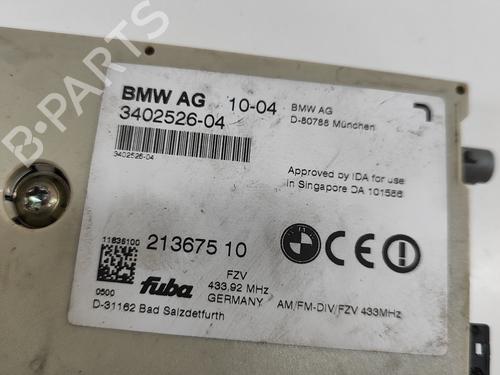 BMW AG 10-04 BMW AG
3402526-04 D-80788 München
3402526-04
Approved by IDA for use
in Singapore DA 101586
11836100 213675 10
FZV
fuba 433,92 MHz
0500 GERMANY AM/FM-DIV/FZV 433MHz
D-31162 Bad Salzdetfurth
B-PARTS